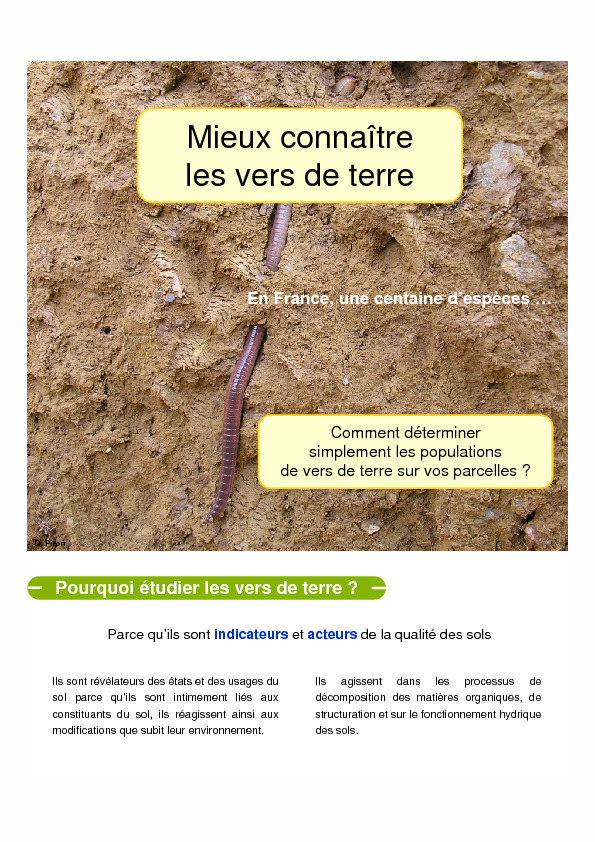 Mieux connaître
les vers de terre
En France, une centaine d'espèces ...
Comment déterminer
simplement les populations
de vers de terre sur vos parcelles ?
D. Piron
Pourquoi étudier les vers de terre ?
Parce qu'ils sont indicateurs et acteurs de la qualité des sols
Ils sont révélateurs des états et des usages du
sol parce qu'ils sont intimement liés aux
constituants du sol, ils réagissent ainsi aux
modifications que subit leur environnement.
Ils agissent dans les processus de
décomposition des matières organiques, de
structuration et sur le fonctionnement hydrique
des sols.